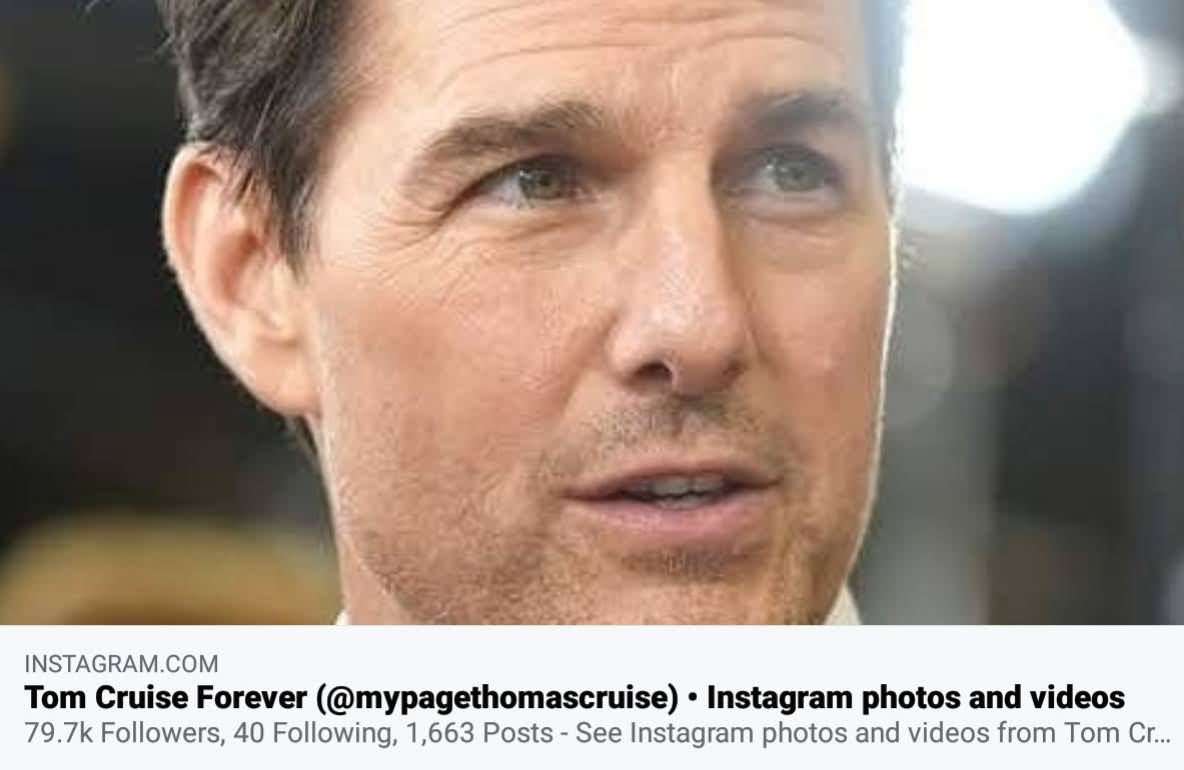 INSTAGRAM.COM
Tom Cruise Forever (@mypagethomascruise) • Instagram photos and videos
79.7k Followers, 40 Following, 1,663 Posts - See Instagram photos and videos from Tom Cr...